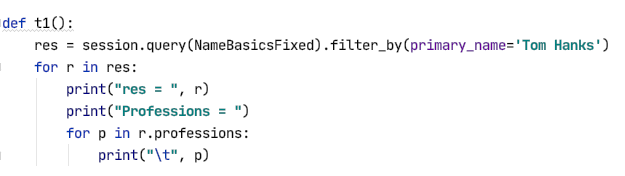 def t1():
    res = session.query(NameBasicsFixed).filter_by(primary_name='Tom Hanks')
    for r in res:
        print("res = ", r)
        print("Professions = ")
        for p in r.professions:
            print("\t", p)